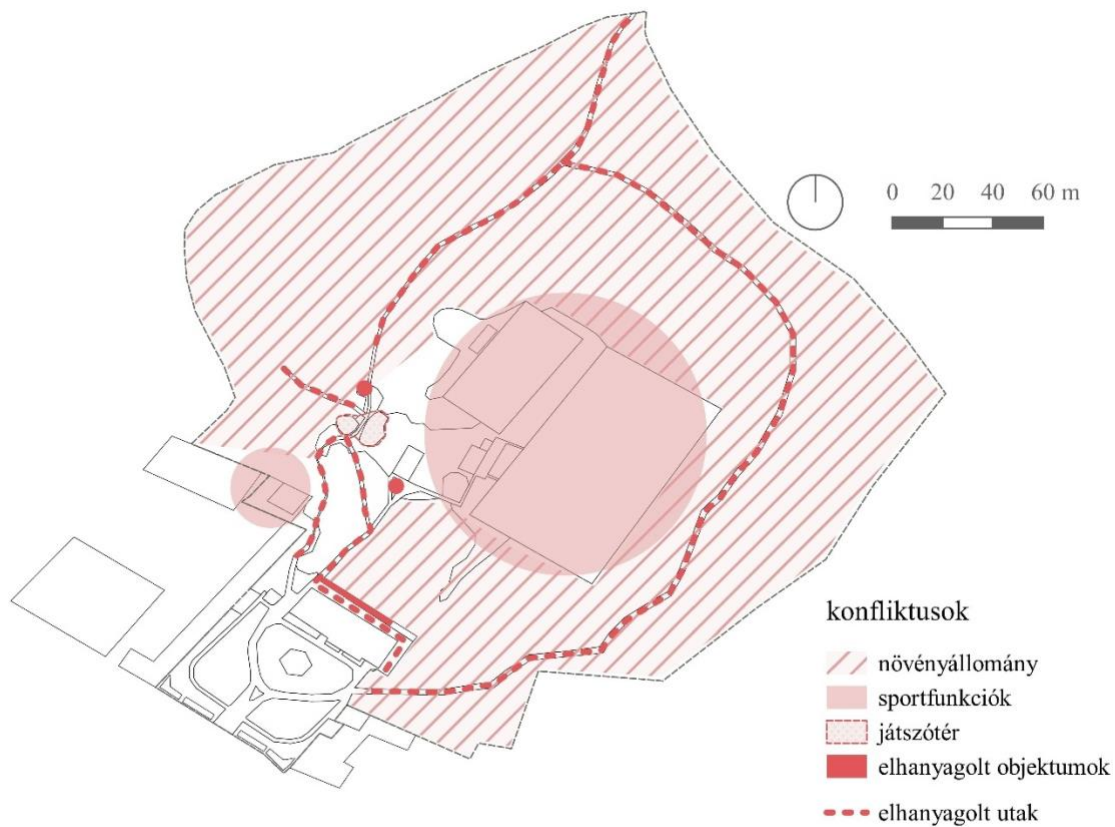 0 20 40 60 m
konfliktusok
növényállomány
sportfunkciók
játszótér
elhanyagolt objektumok
elhanyagolt utak